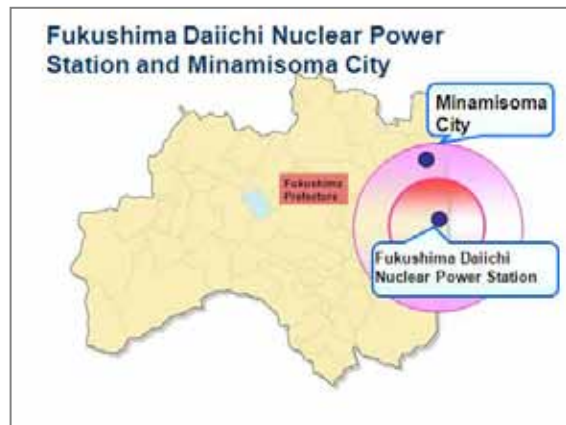 Fukushima Daiichi Nuclear Power
Station and Minamisoma City
Minamisoma
City
Fukushima
Prefecture
Fukushima Daiichi
Nuclear Power Station